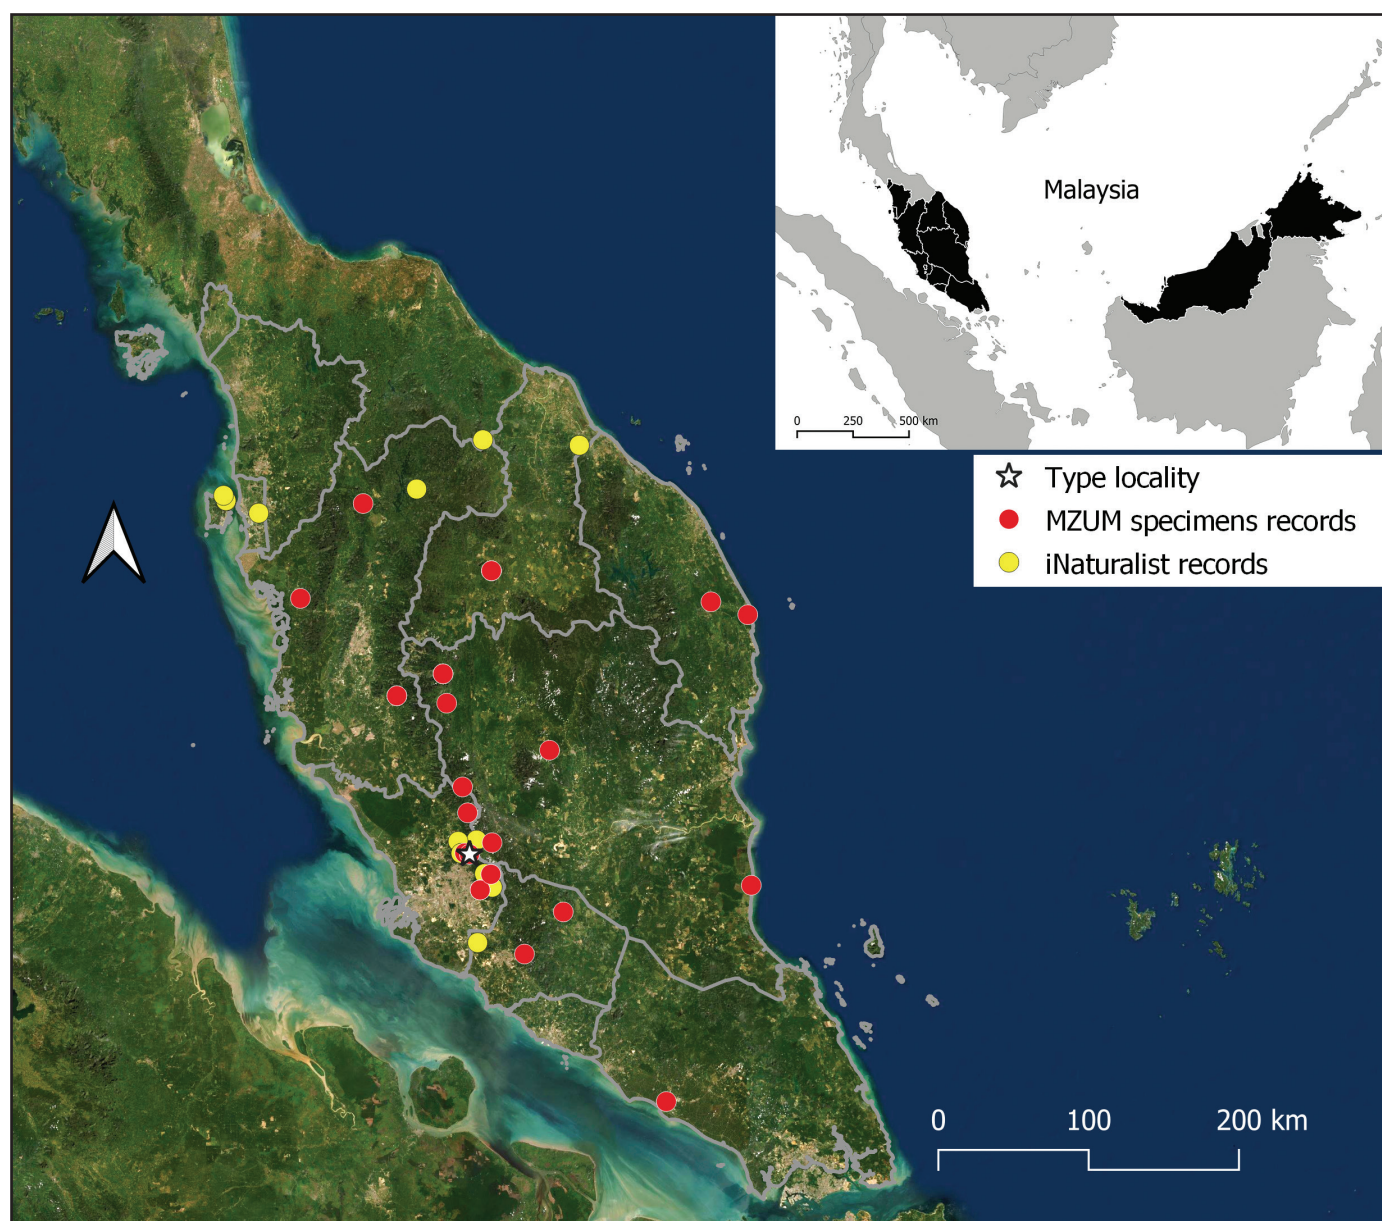 Malaysia
0 250 500 km
Type locality
MZUM specimens records
iNaturalist records
0 100 200 km